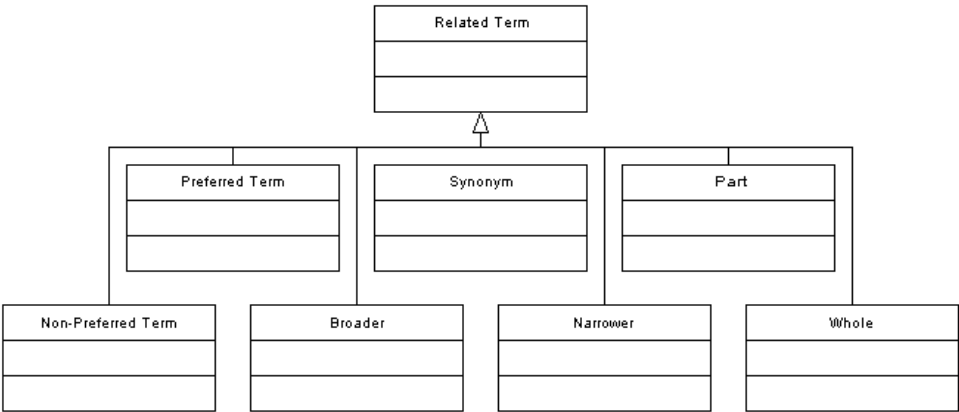 Related Term
Preferred Term
Synonym
Part
Non-Preferred Term
Broader
Narrower
Whole